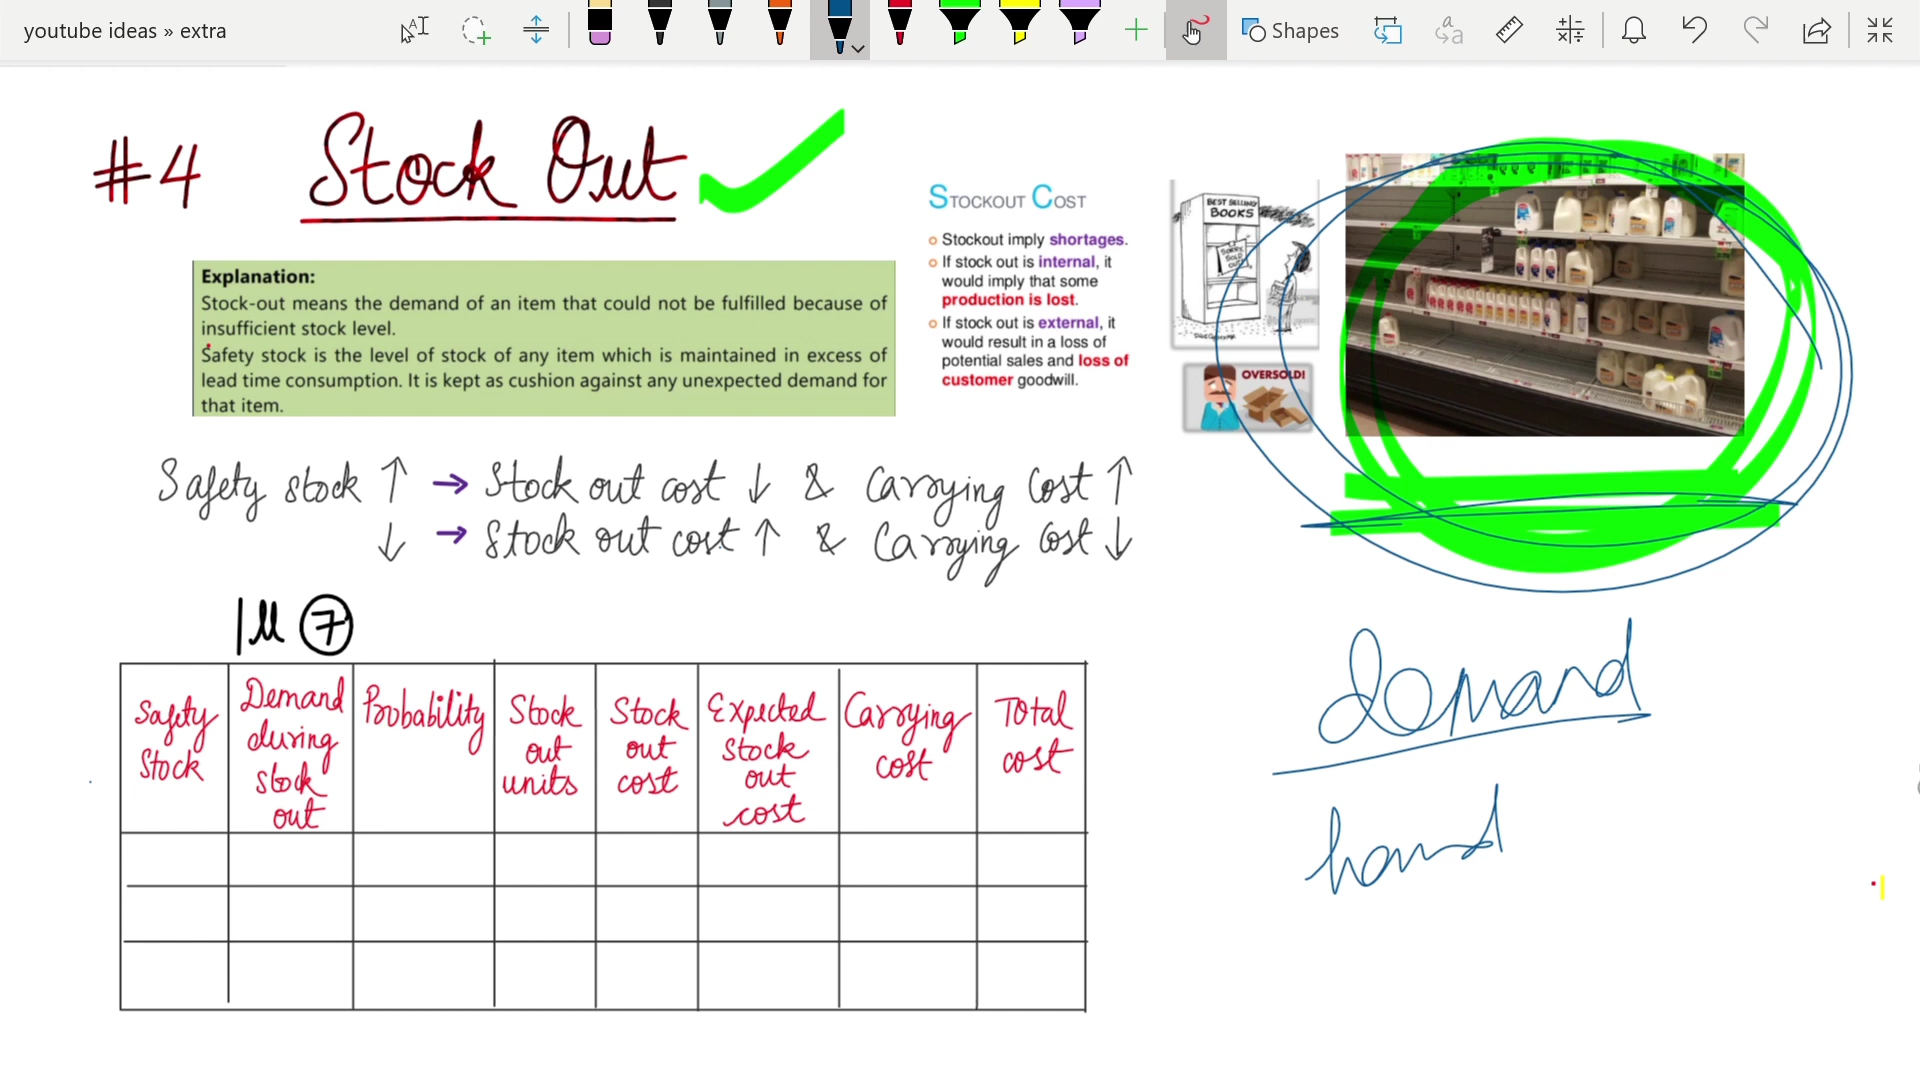 youtube ideas » extra
Shapes
#4 Stock Out
Explanation:
Stock-out means the demand of an item that could not be fulfilled because of
insufficient stock level.
Safety stock is the level of stock of any item which is maintained in excess of
lead time consumption. It is kept as cushion against any unexpected demand for
that item.
STOCKOUT COST
Stockout imply shortages.
If stock out is internal, it
would imply that some
production is lost.
If stock out is external, it
would result in a loss of
potential sales and loss of
customer goodwill.
BEST SELLING
BOOKS
SORRY
SOLD
OUT
OVERSOLD!
Safety stock ↑ → Stock out cost ↓ & Carrying Cost ↑
↓ → Stock out cost ↑ & Carrying Cost ↓
Ill 7
Safety
Stock
Demand
during
stock
out
Probability
Stock
out
units
Stock
out
cost
Expected
stock
out
cost
Carrying
cost
Total
cost
demand